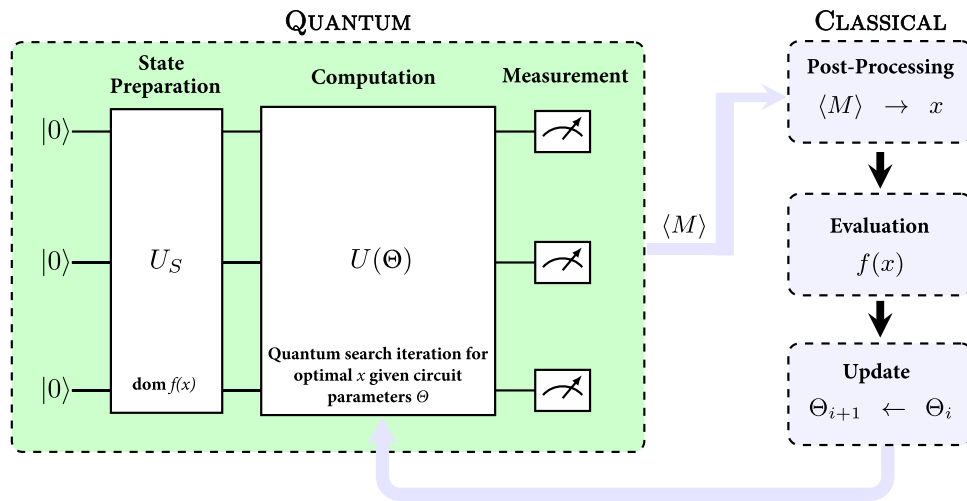 QUANTUM
CLASSICAL
State
Preparation
Computation
Measurement
|0⟩
|0⟩
|0⟩
U_S
dom f(x)
U(Θ)
Quantum search iteration for
optimal x given circuit
parameters Θ
⟨M⟩
Post-Processing
⟨M⟩ → x
Evaluation
f(x)
Update
Θ_{i+1} ← Θ_i